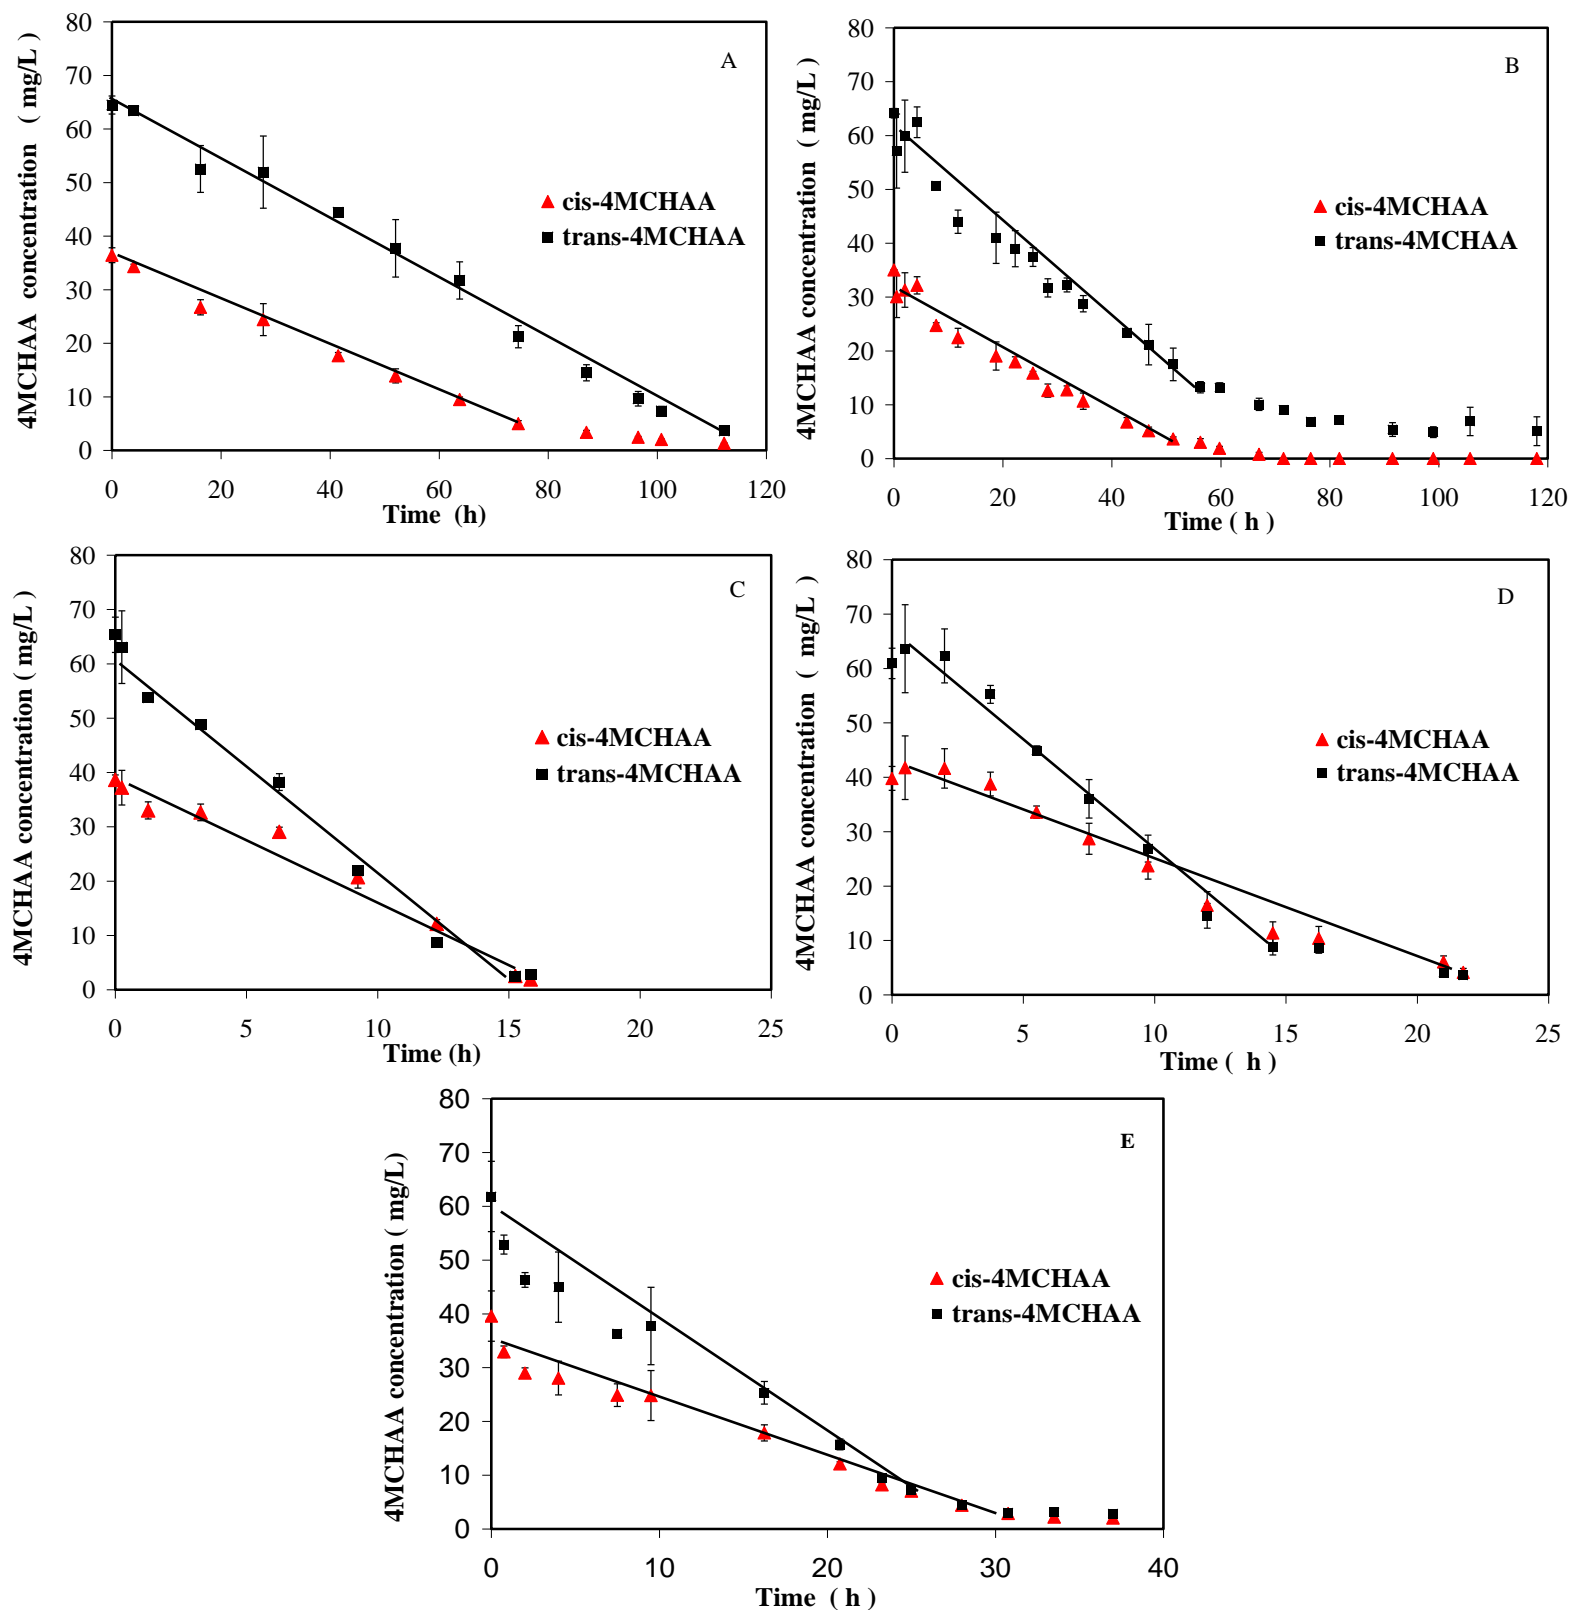 A
4MCHAA concentration ( mg/L)
80
70
60
50
40
30
20
10
0
cis-4MCHAA
trans-4MCHAA
0 20 40 60 80 100 120
Time (h)
B
4MCHAA concentration ( mg/L )
80
70
60
50
40
30
20
10
0
cis-4MCHAA
trans-4MCHAA
0 20 40 60 80 100 120
Time ( h )
C
4MCHAA concentration ( mg/L )
80
70
60
50
40
30
20
10
0
cis-4MCHAA
trans-4MCHAA
0 5 10 15 20 25
Time (h)
D
4MCHAA concentration ( mg/L )
80
70
60
50
40
30
20
10
0
cis-4MCHAA
trans-4MCHAA
0 5 10 15 20 25
Time ( h )
E
4MCHAA concentration ( mg/L)
80
70
60
50
40
30
20
10
0
cis-4MCHAA
trans-4MCHAA
0 10 20 30 40
Time ( h )